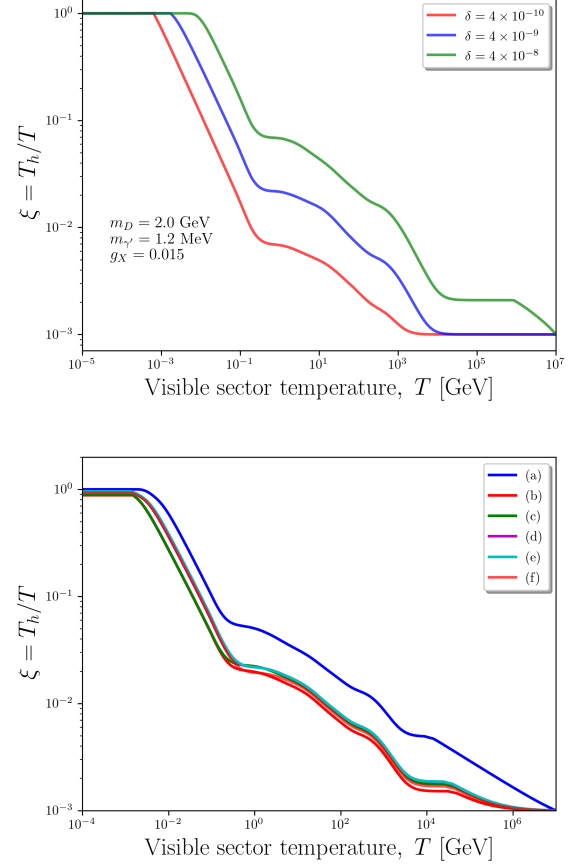 10⁰
10⁻¹
10⁻²
10⁻³
ξ = T_h/T
δ = 4 × 10⁻¹⁰
δ = 4 × 10⁻⁹
δ = 4 × 10⁻⁸
m_D = 2.0 GeV
m_γ′ = 1.2 MeV
g_X = 0.015
10⁻⁵ 10⁻³ 10⁻¹ 10¹ 10³ 10⁵ 10⁷
Visible sector temperature, T [GeV]
10⁰
10⁻¹
10⁻²
10⁻³
ξ = T_h/T
(a)
(b)
(c)
(d)
(e)
(f)
10⁻⁴ 10⁻² 10⁰ 10² 10⁴ 10⁶
Visible sector temperature, T [GeV]